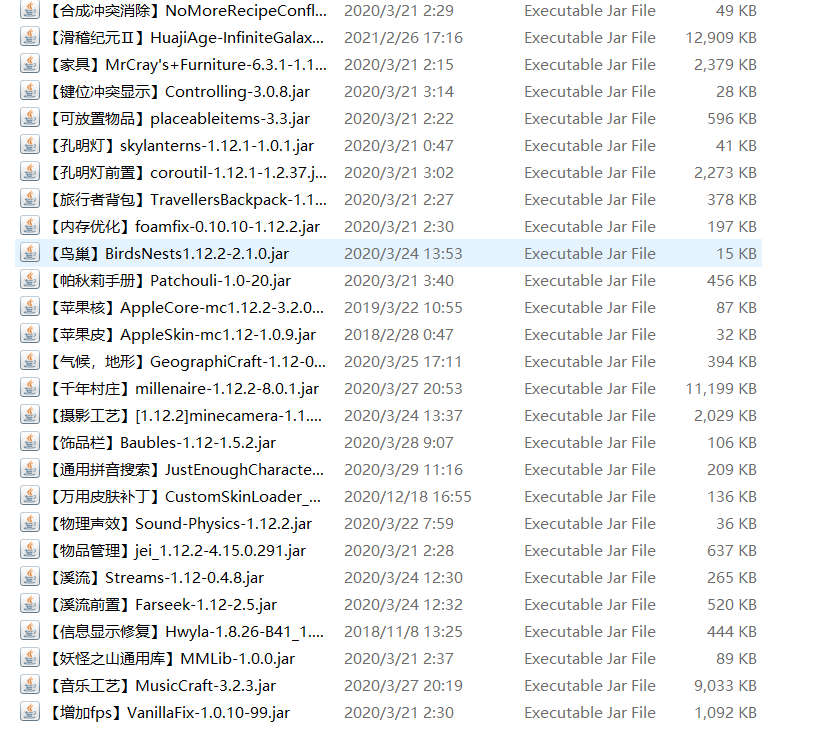 【合成冲突消除】NoMoreRecipeConfl... 2020/3/21 2:29 Executable Jar File 49 KB
【滑稽纪元Ⅱ】HuajiAge-InfiniteGalax... 2021/2/26 17:16 Executable Jar File 12,909 KB
【家具】MrCray's+Furniture-6.3.1-1.1... 2020/3/21 2:15 Executable Jar File 2,379 KB
【键位冲突显示】Controlling-3.0.8.jar 2020/3/21 3:14 Executable Jar File 28 KB
【可放置物品】placeableitems-3.3.jar 2020/3/21 2:22 Executable Jar File 596 KB
【孔明灯】skylanterns-1.12.1-1.0.1.jar 2020/3/21 0:47 Executable Jar File 41 KB
【孔明灯前置】coroutil-1.12.1-1.2.37.j... 2020/3/21 3:02 Executable Jar File 2,273 KB
【旅行者背包】TravellersBackpack-1.1... 2020/3/21 2:27 Executable Jar File 378 KB
【内存优化】foamfix-0.10.10-1.12.2.jar 2020/3/21 2:30 Executable Jar File 197 KB
【鸟巢】BirdsNests1.12.2-2.1.0.jar 2020/3/24 13:53 Executable Jar File 15 KB
【帕秋莉手册】Patchouli-1.0-20.jar 2020/3/21 3:40 Executable Jar File 456 KB
【苹果核】AppleCore-mc1.12.2-3.2.0... 2019/3/22 10:55 Executable Jar File 87 KB
【苹果皮】AppleSkin-mc1.12-1.0.9.jar 2018/2/28 0:47 Executable Jar File 32 KB
【气候，地形】GeographiCraft-1.12-0... 2020/3/25 17:11 Executable Jar File 394 KB
【千年村庄】millenaire-1.12.2-8.0.1.jar 2020/3/27 20:53 Executable Jar File 11,199 KB
【摄影工艺】[1.12.2]minecamera-1.1.... 2020/3/24 13:37 Executable Jar File 2,029 KB
【饰品栏】Baubles-1.12-1.5.2.jar 2020/3/28 9:07 Executable Jar File 106 KB
【通用拼音搜索】JustEnoughCharacte... 2020/3/29 11:16 Executable Jar File 209 KB
【万用皮肤补丁】CustomSkinLoader_... 2020/12/18 16:55 Executable Jar File 136 KB
【物理声效】Sound-Physics-1.12.2.jar 2020/3/22 7:59 Executable Jar File 36 KB
【物品管理】jei_1.12.2-4.15.0.291.jar 2020/3/21 2:28 Executable Jar File 637 KB
【溪流】Streams-1.12-0.4.8.jar 2020/3/24 12:30 Executable Jar File 265 KB
【溪流前置】Farseek-1.12-2.5.jar 2020/3/24 12:32 Executable Jar File 520 KB
【信息显示修复】Hwyla-1.8.26-B41_1.... 2018/11/8 13:25 Executable Jar File 444 KB
【妖怪之山通用库】MMLib-1.0.0.jar 2020/3/21 2:37 Executable Jar File 89 KB
【音乐工艺】MusicCraft-3.2.3.jar 2020/3/27 20:19 Executable Jar File 9,033 KB
【增加fps】VanillaFix-1.0.10-99.jar 2020/3/21 2:30 Executable Jar File 1,092 KB